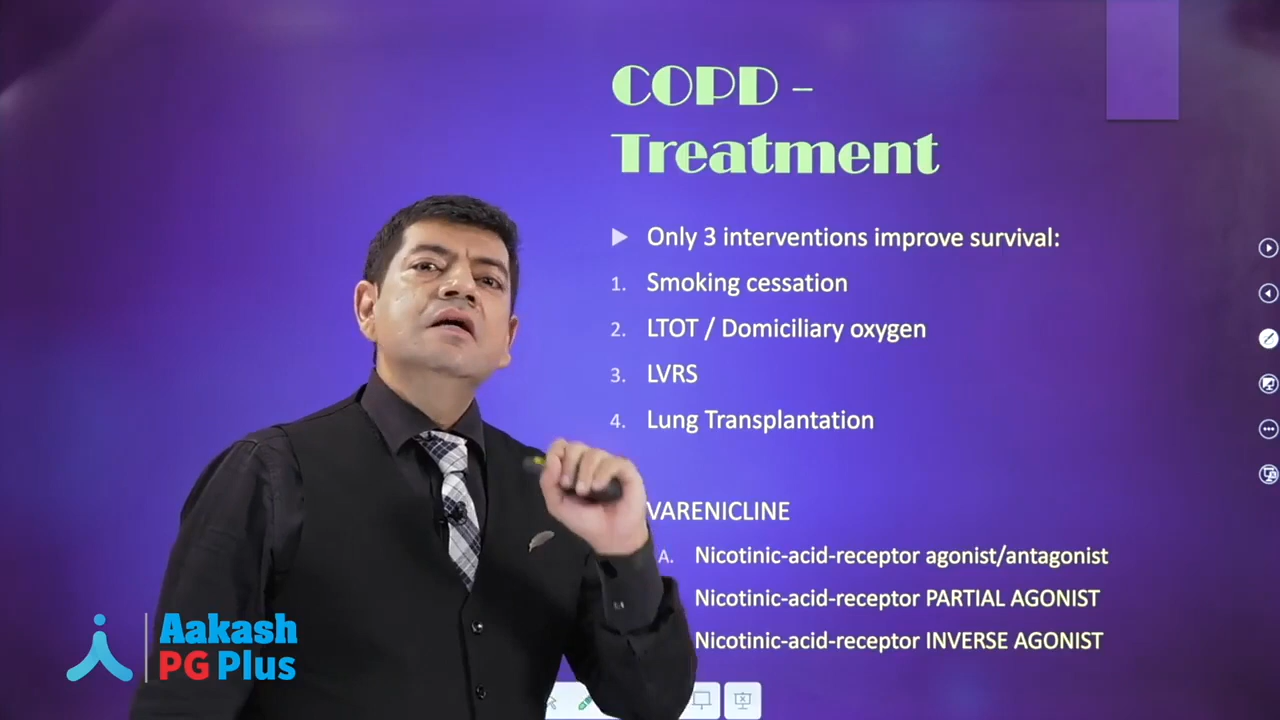 COPD –
Treatment
Only 3 interventions improve survival:
1. Smoking cessation
2. LTOT / Domiciliary oxygen
3. LVRS
4. Lung Transplantation
VARENICLINE
A. Nicotinic-acid-receptor agonist/antagonist
Nicotinic-acid-receptor PARTIAL AGONIST
Nicotinic-acid-receptor INVERSE AGONIST
Aakash
PG Plus